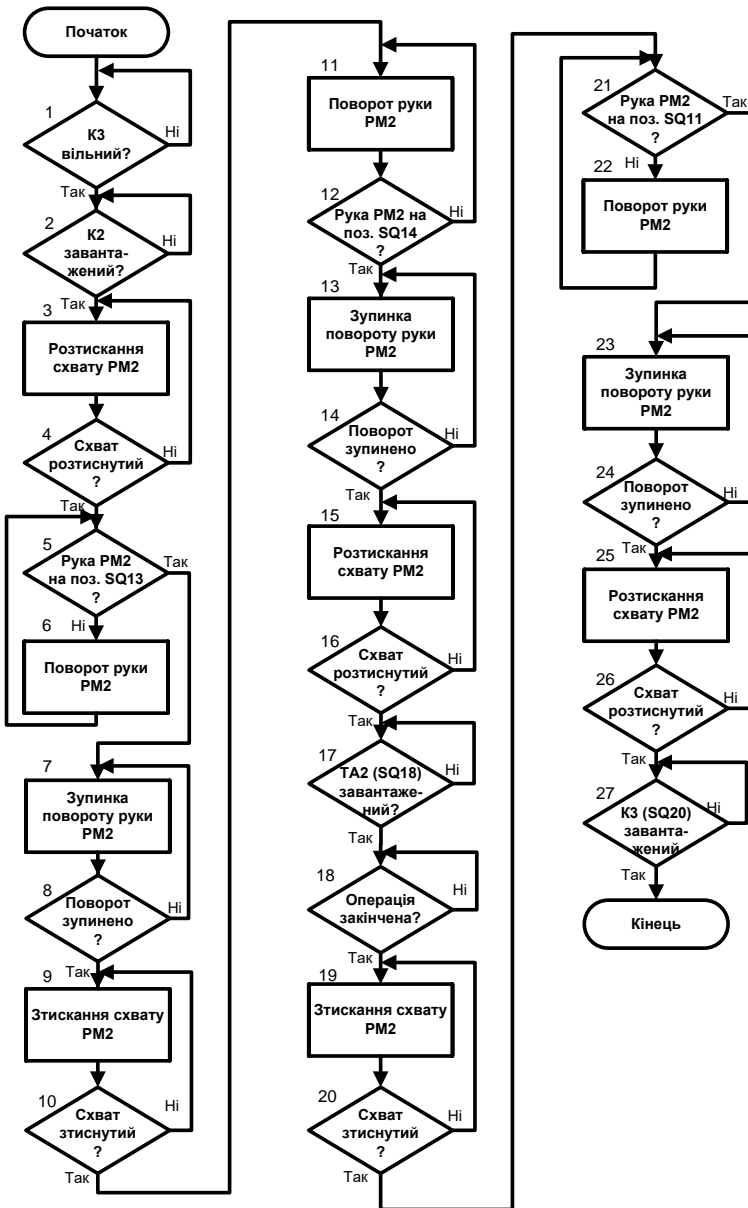 Початок
1
К3
вільний?
Ні
Так
2
К2
заванта-
жений?
Ні
Так
3
Розтискання
схвату РМ2
4
Схват
розтиснутий
?
Ні
Так
5
Рука РМ2
на поз. SQ13
?
Так
Ні
6
Поворот руки
РМ2
7
Зупинка
повороту руки
РМ2
8
Поворот
зупинено
?
Ні
Так
9
Зтискання схвату
РМ2
10
Схват
зтиснутий
?
Ні
Так
11
Поворот руки
РМ2
12
Рука РМ2 на
поз. SQ14
?
Ні
Так
13
Зупинка
повороту руки
РМ2
14
Поворот
зупинено
?
Ні
Так
15
Розтискання
схвату РМ2
16
Схват
розтиснутий
?
Ні
Так
17
ТА2 (SQ18)
завантаже-
ний?
Ні
Так
18
Операція
закінчена?
Ні
Так
19
Зтискання схвату
РМ2
20
Схват
зтиснутий
?
Ні
Так
21
Рука РМ2
на поз. SQ11
?
Так
Ні
22
Поворот руки
РМ2
23
Зупинка
повороту руки
РМ2
24
Поворот
зупинено
?
Ні
Так
25
Розтискання
схвату РМ2
26
Схват
розтиснутий
?
Ні
Так
27
К3 (SQ20)
заванта-
жений
Ні
Так
Кінець